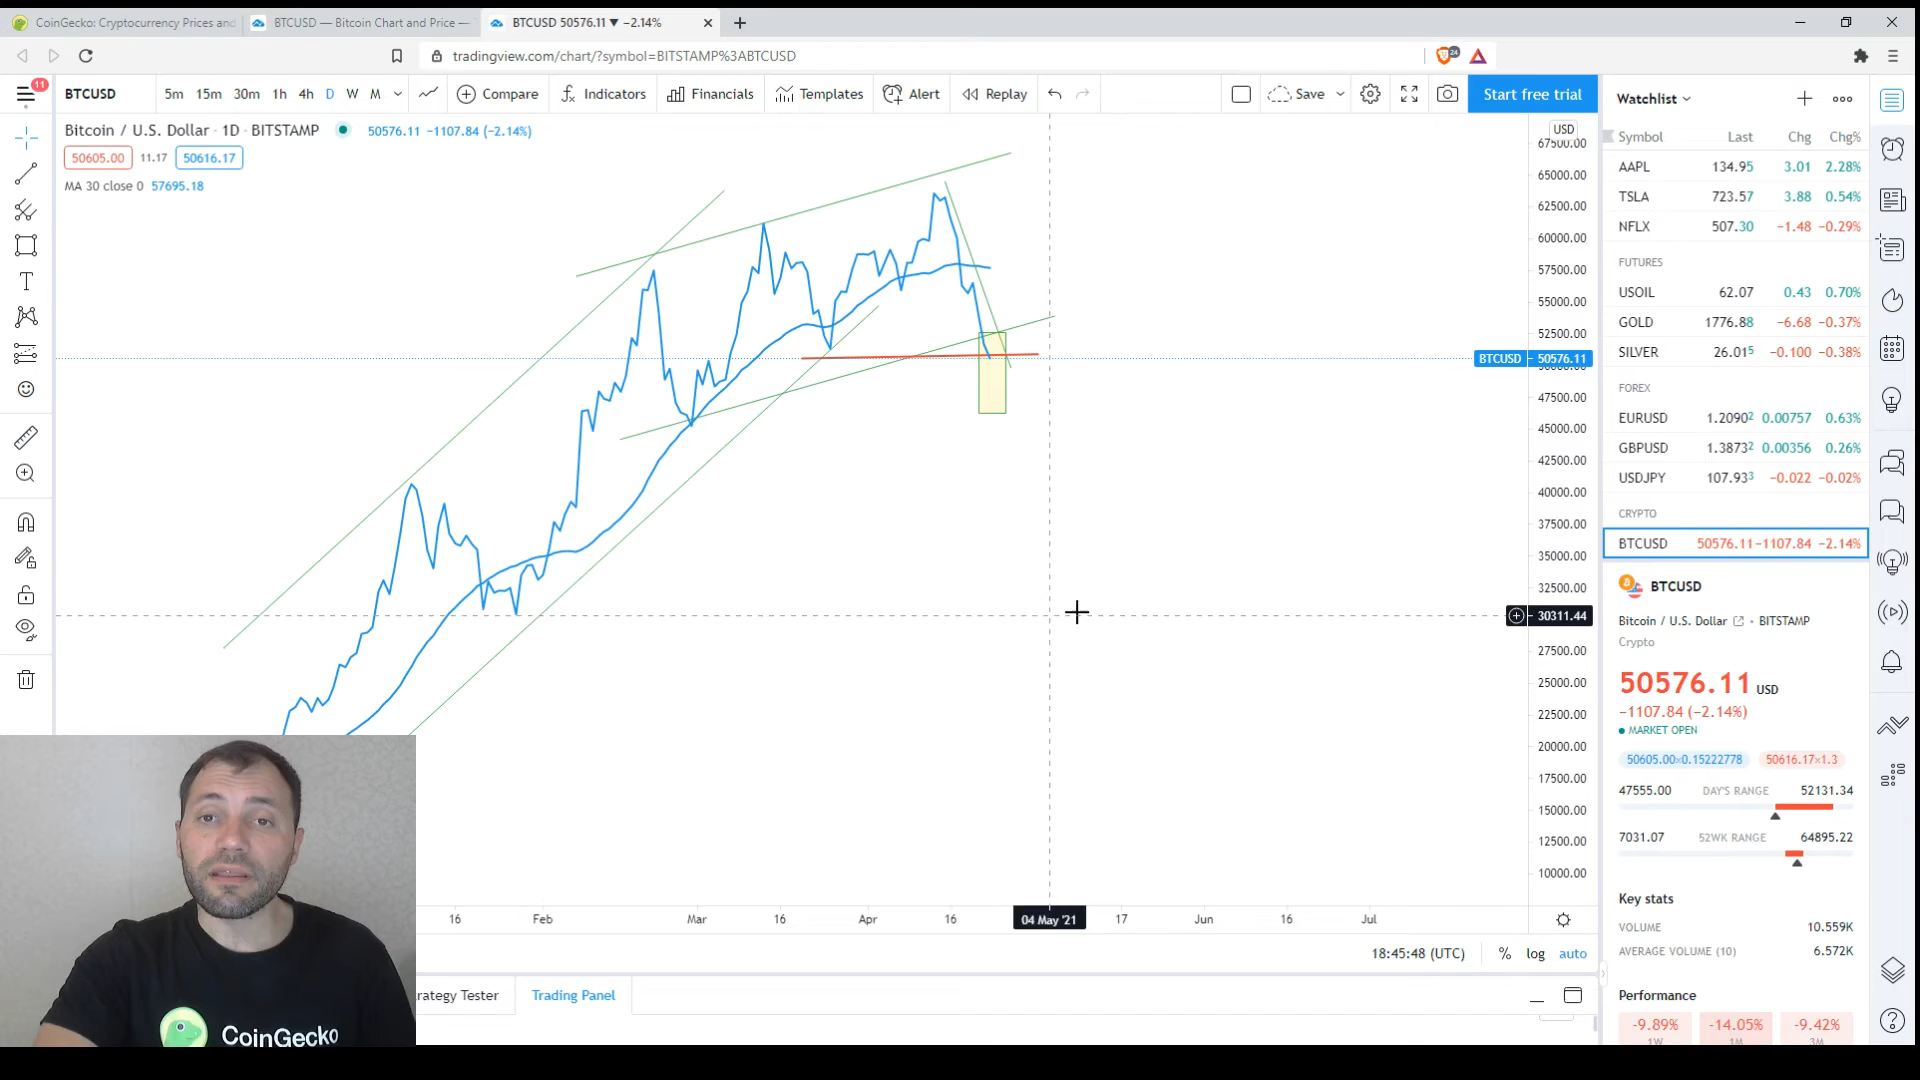 CoinGecko: Cryptocurrency Prices and
BTCUSD — Bitcoin Chart and Price —
BTCUSD 50576.11 ▼ −2.14%
tradingview.com/chart/?symbol=BITSTAMP%3ABTCUSD
24
11
BTCUSD
5m 15m 30m 1h 4h D W M
Compare
Indicators
Financials
Templates
Alert
Replay
Save
Start free trial
Bitcoin / U.S. Dollar · 1D · BITSTAMP
50576.11 −1107.84 (−2.14%)
50605.00 11.17 50616.17
MA 30 close 0 57695.18
USD
67500.00
65000.00
62500.00
60000.00
57500.00
55000.00
52500.00
BTCUSD 50576.11
50000.00
47500.00
45000.00
42500.00
40000.00
37500.00
35000.00
32500.00
30311.44
27500.00
25000.00
22500.00
20000.00
17500.00
15000.00
12500.00
10000.00
16 Feb Mar 16 Apr 16 04 May '21 17 Jun 16 Jul
18:45:48 (UTC) % log auto
rategy Tester
Trading Panel
Watchlist
Symbol Last Chg Chg%
AAPL 134.95 3.01 2.28%
TSLA 723.57 3.88 0.54%
NFLX 507.30 −1.48 −0.29%
FUTURES
USOIL 62.07 0.43 0.70%
GOLD 1776.88 −6.68 −0.37%
SILVER 26.015 −0.100 −0.38%
FOREX
EURUSD 1.20902 0.00757 0.63%
GBPUSD 1.38732 0.00356 0.26%
USDJPY 107.933 −0.022 −0.02%
CRYPTO
BTCUSD 50576.11 −1107.84 −2.14%
BTCUSD
Bitcoin / U.S. Dollar • BITSTAMP
Crypto
50576.11 USD
−1107.84 (−2.14%)
MARKET OPEN
50605.00×0.15222778 50616.17×1.3
47555.00 DAY'S RANGE 52131.34
7031.07 52WK RANGE 64895.22
Key stats
VOLUME 10.559K
AVERAGE VOLUME (10) 6.572K
Performance
-9.89% -14.05% -9.42%
1W 1M 3M
CoinGecko